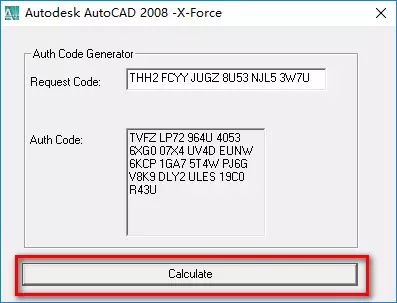 Autodesk AutoCAD 2008 -X-Force
Auth Code Generator
Request Code: THH2 FCYY JUGZ 8U53 NJL5 3W7U
Auth Code:
TVFZ LP72 964U 4053
6XG0 07X4 UV4D EUNW
6KCP 1GA7 5T4W PJ6G
V8K9 DLY2 ULES 19C0
R43U
Calculate